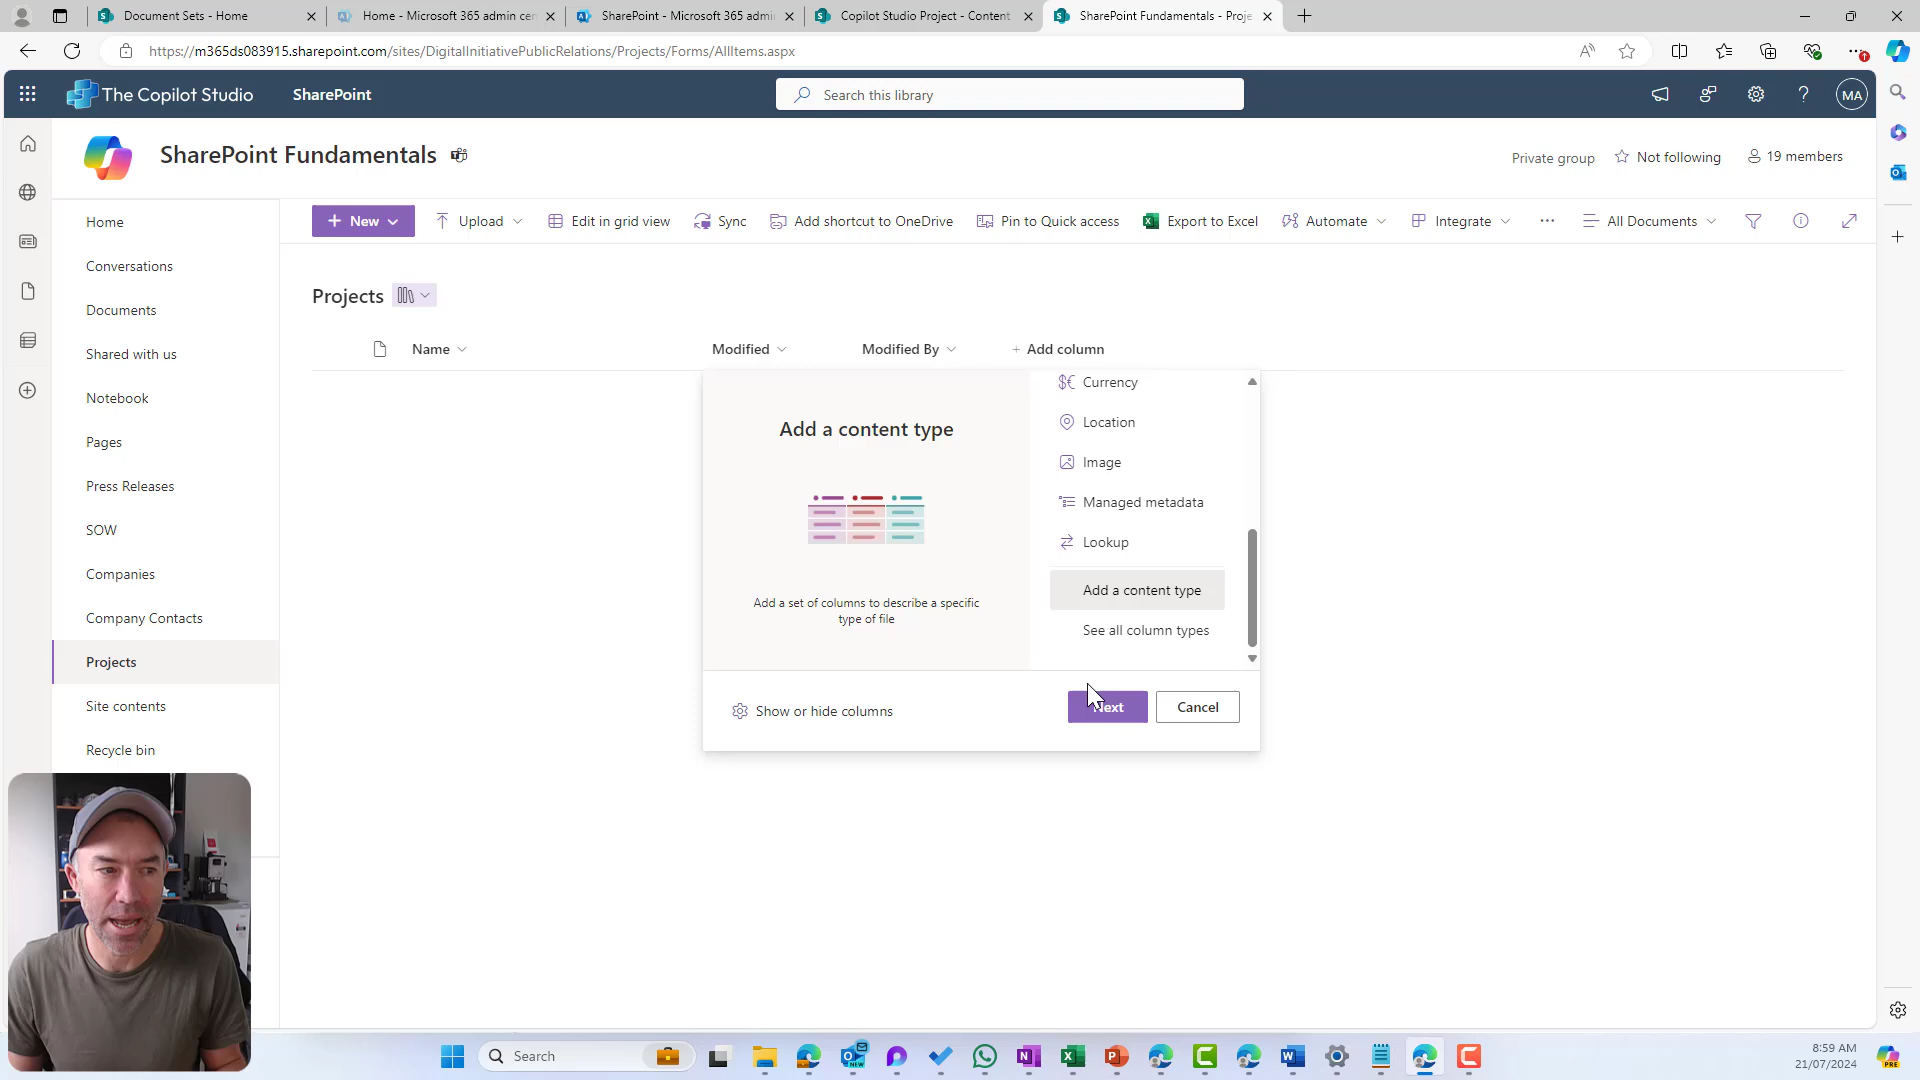 Document Sets - Home
Home - Microsoft 365 admin cen
SharePoint - Microsoft 365 admi
Copilot Studio Project - Content
SharePoint Fundamentals - Proje
https://m365ds083915.sharepoint.com/sites/DigitalInitiativePublicRelations/Projects/Forms/AllItems.aspx
The Copilot Studio
SharePoint
Search this library
MA
SharePoint Fundamentals
Private group
Not following
19 members
Home
Conversations
Documents
Shared with us
Notebook
Pages
Press Releases
SOW
Companies
Company Contacts
Projects
Site contents
Recycle bin
+ New
Upload
Edit in grid view
Sync
Add shortcut to OneDrive
Pin to Quick access
Export to Excel
Automate
Integrate
All Documents
Projects
Name
Modified
Modified By
+ Add column
Add a content type
Add a set of columns to describe a specific
type of file
Currency
Location
Image
Managed metadata
Lookup
Add a content type
See all column types
Show or hide columns
Next
Cancel
Search
NEW
8:59 AM
21/07/2024
PRE